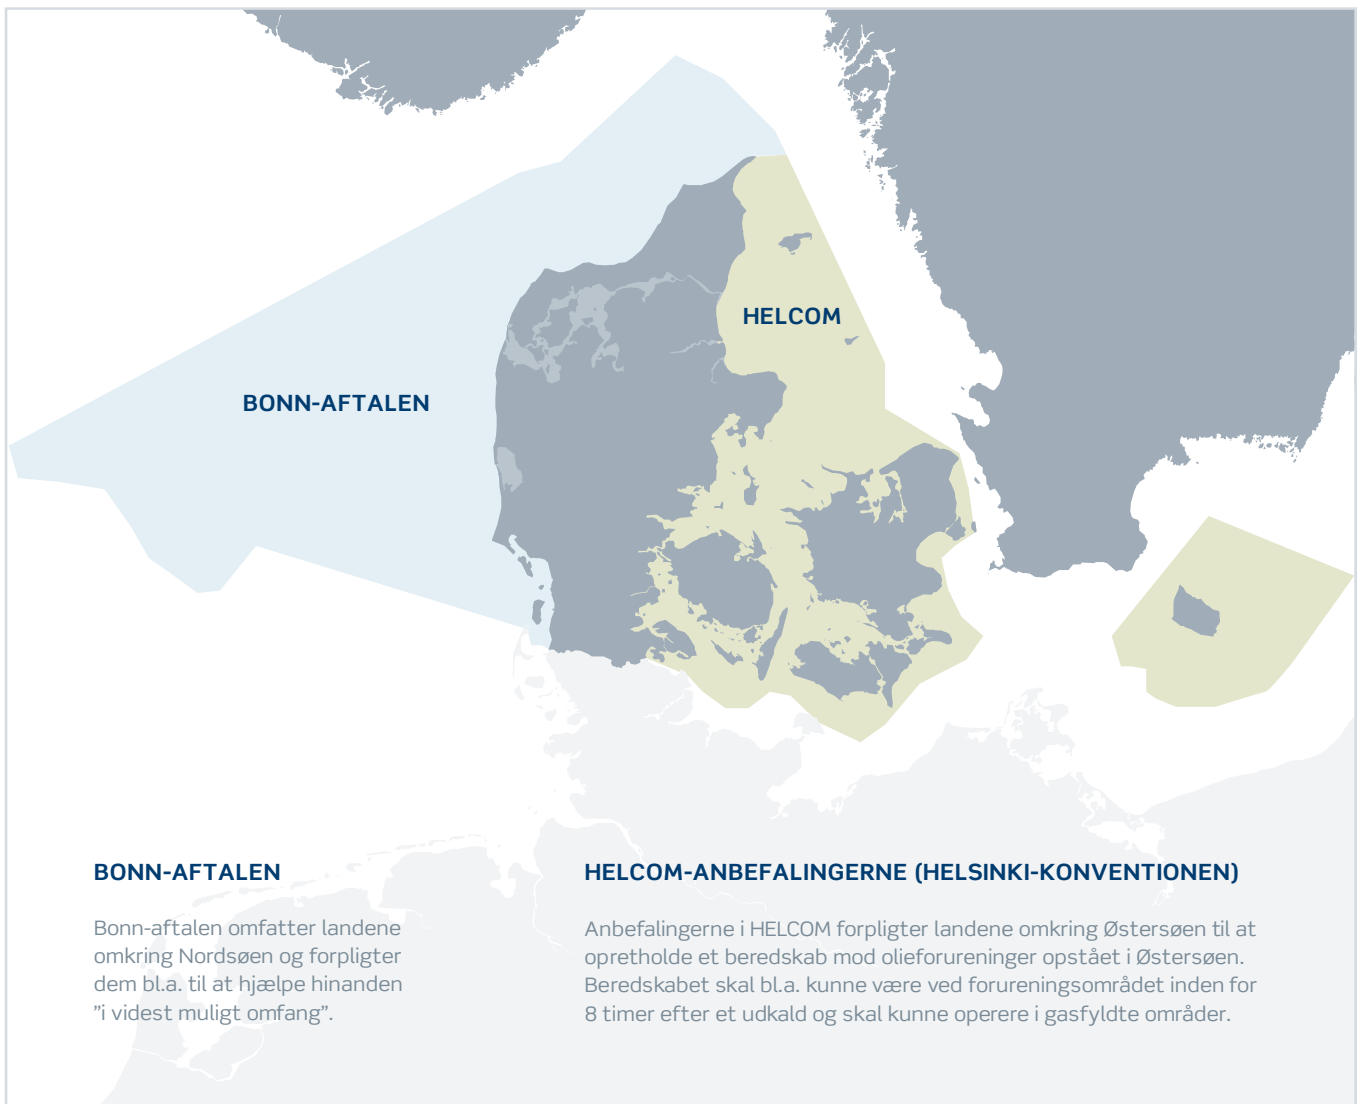 HELCOM
BONN-AFTALEN
BONN-AFTALEN
Bonn-aftalen omfatter landene
omkring Nordsøen og forpligter
dem bl.a. til at hjælpe hinanden
”i videst muligt omfang”.
HELCOM-ANBEFALINGERNE (HELSINKI-KONVENTIONEN)
Anbefalingerne i HELCOM forpligter landene omkring Østersøen til at
opretholde et beredskab mod olieforureninger opstået i Østersøen.
Beredskabet skal bl.a. kunne være ved forureningsområdet inden for
8 timer efter et udkald og skal kunne operere i gasfyldte områder.